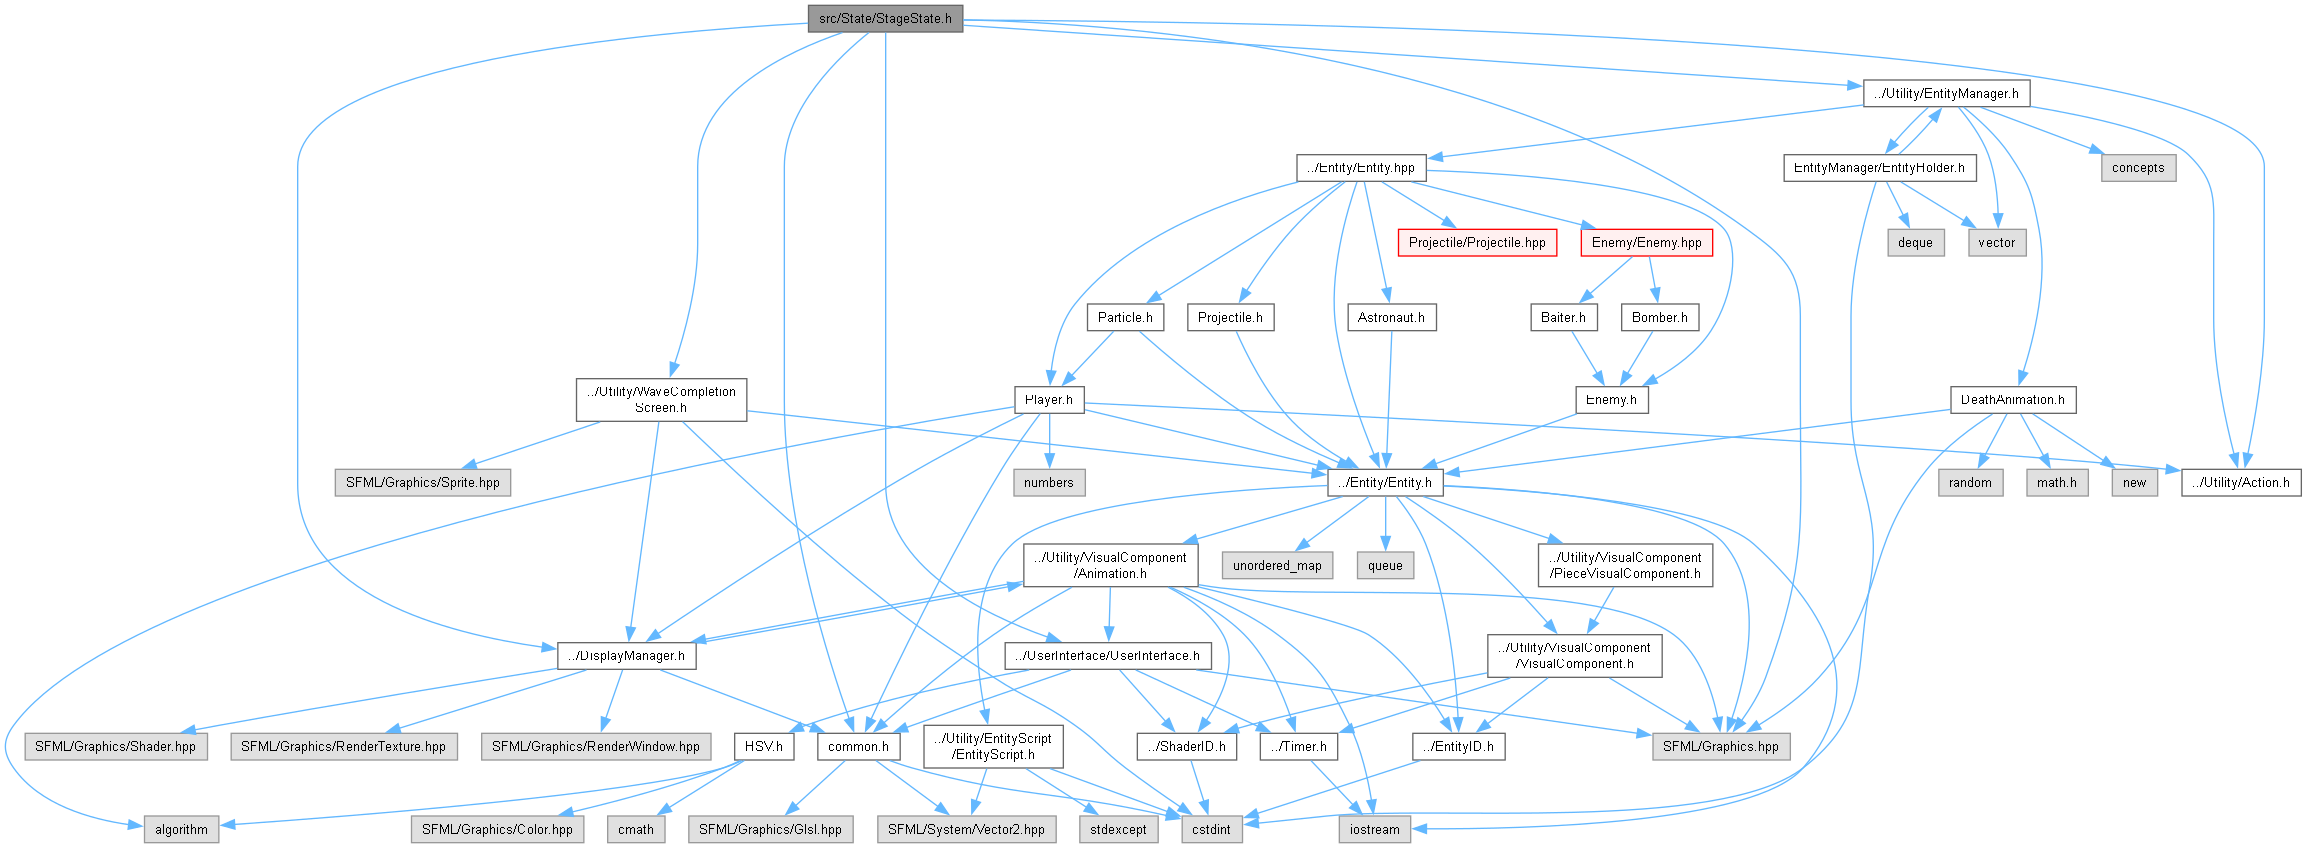 src/State/StageState.h
../Utility/EntityManager.h
../Entity/Entity.hpp
EntityManager/EntityHolder.h
concepts
Projectile/Projectile.hpp
Enemy/Enemy.hpp
deque
vector
Particle.h
Projectile.h
Astronaut.h
Baiter.h
Bomber.h
../Utility/WaveCompletion
Screen.h
Player.h
Enemy.h
DeathAnimation.h
SFML/Graphics/Sprite.hpp
numbers
../Entity/Entity.h
random
math.h
new
../Utility/Action.h
../Utility/VisualComponent
/Animation.h
unordered_map
queue
../Utility/VisualComponent
/PieceVisualComponent.h
../DisplayManager.h
../UserInterface/UserInterface.h
../Utility/VisualComponent
/VisualComponent.h
SFML/Graphics/Shader.hpp
SFML/Graphics/RenderTexture.hpp
SFML/Graphics/RenderWindow.hpp
HSV.h
common.h
../Utility/EntityScript
/EntityScript.h
../ShaderID.h
../Timer.h
../EntityID.h
SFML/Graphics.hpp
algorithm
SFML/Graphics/Color.hpp
cmath
SFML/Graphics/Glsl.hpp
SFML/System/Vector2.hpp
stdexcept
cstdint
iostream